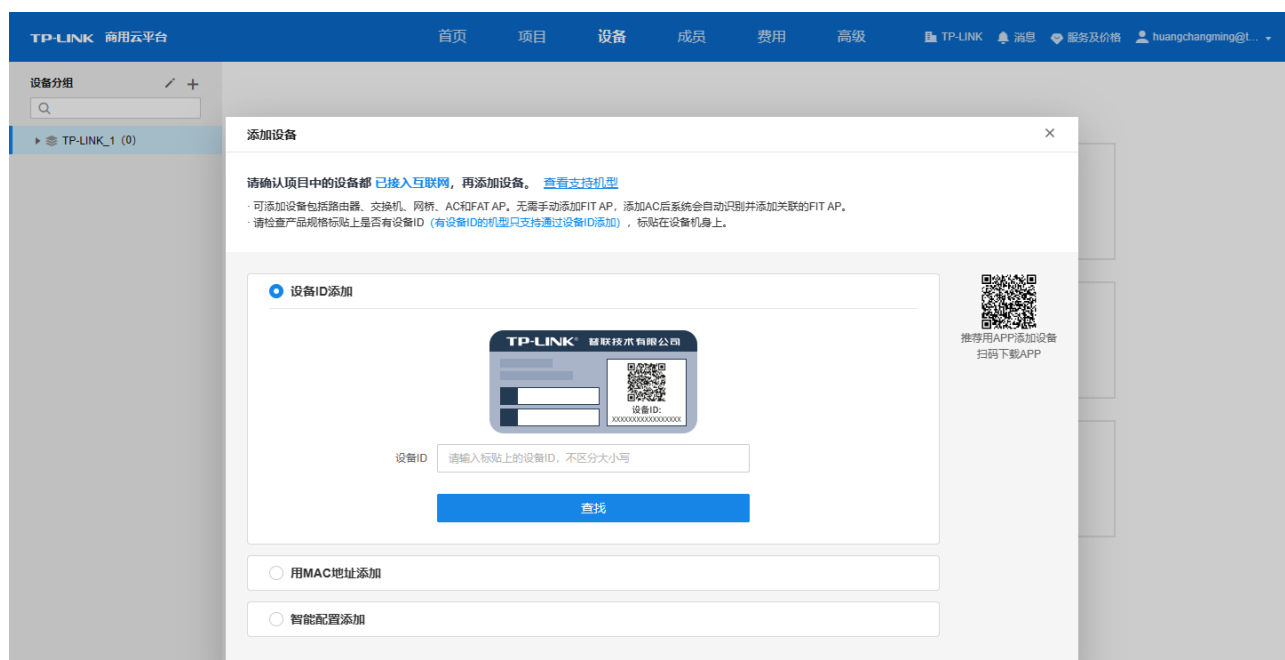 TP-LINK 商用云平台
首页 项目 设备 成员 费用 高级 TP-LINK 消息 服务及价格 huangchangming@t...
设备分组
TP-LINK_1 (0)
添加设备
请确认项目中的设备都 已接入互联网，再添加设备。 查看支持机型
· 可添加设备包括路由器、交换机、网桥、AC和FAT AP。无需手动添加FIT AP，添加AC后系统会自动识别并添加关联的FIT AP。
· 请检查产品规格标贴上是否有设备ID（有设备ID的机型只支持通过设备ID添加），标贴在设备机身上。
设备ID添加
TP-LINK® 普联技术有限公司
设备ID:
XXXXXXXXXXXXXXXXX
设备ID 请输入标贴上的设备ID，不区分大小写
查找
推荐用APP添加设备
扫码下载APP
用MAC地址添加
智能配置添加